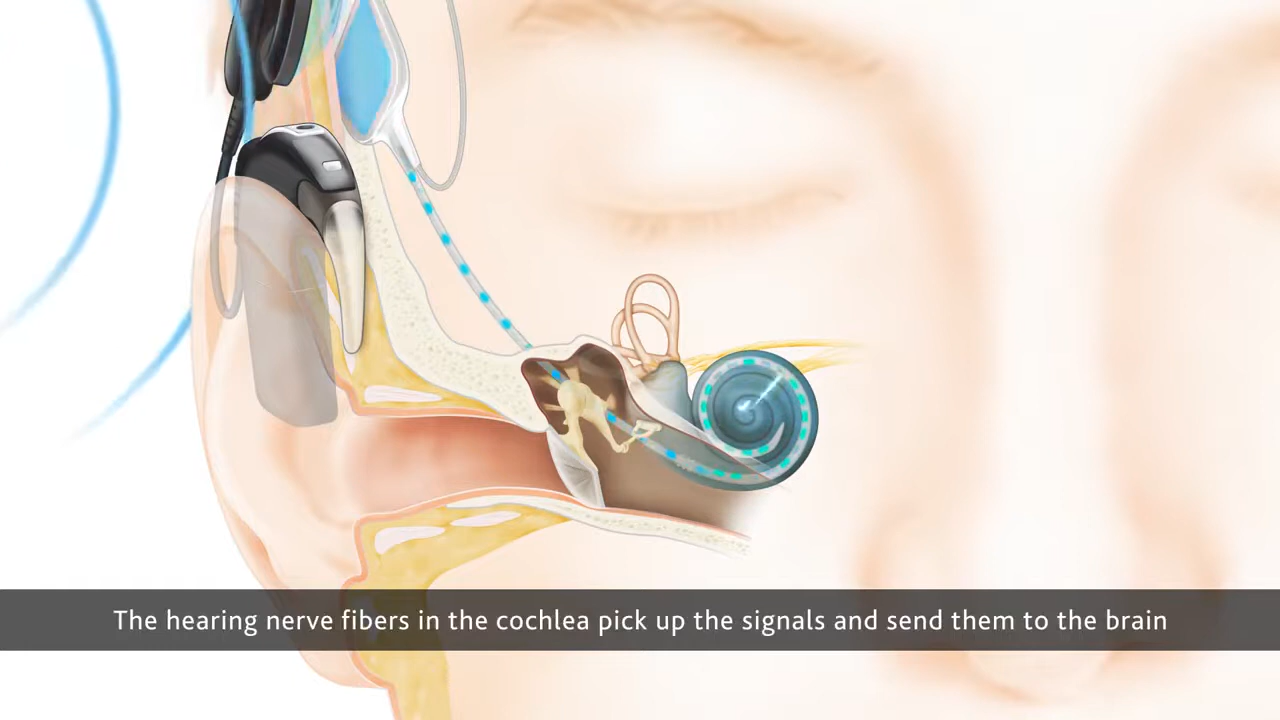 The hearing nerve fibers in the cochlea pick up the signals and send them to the brain